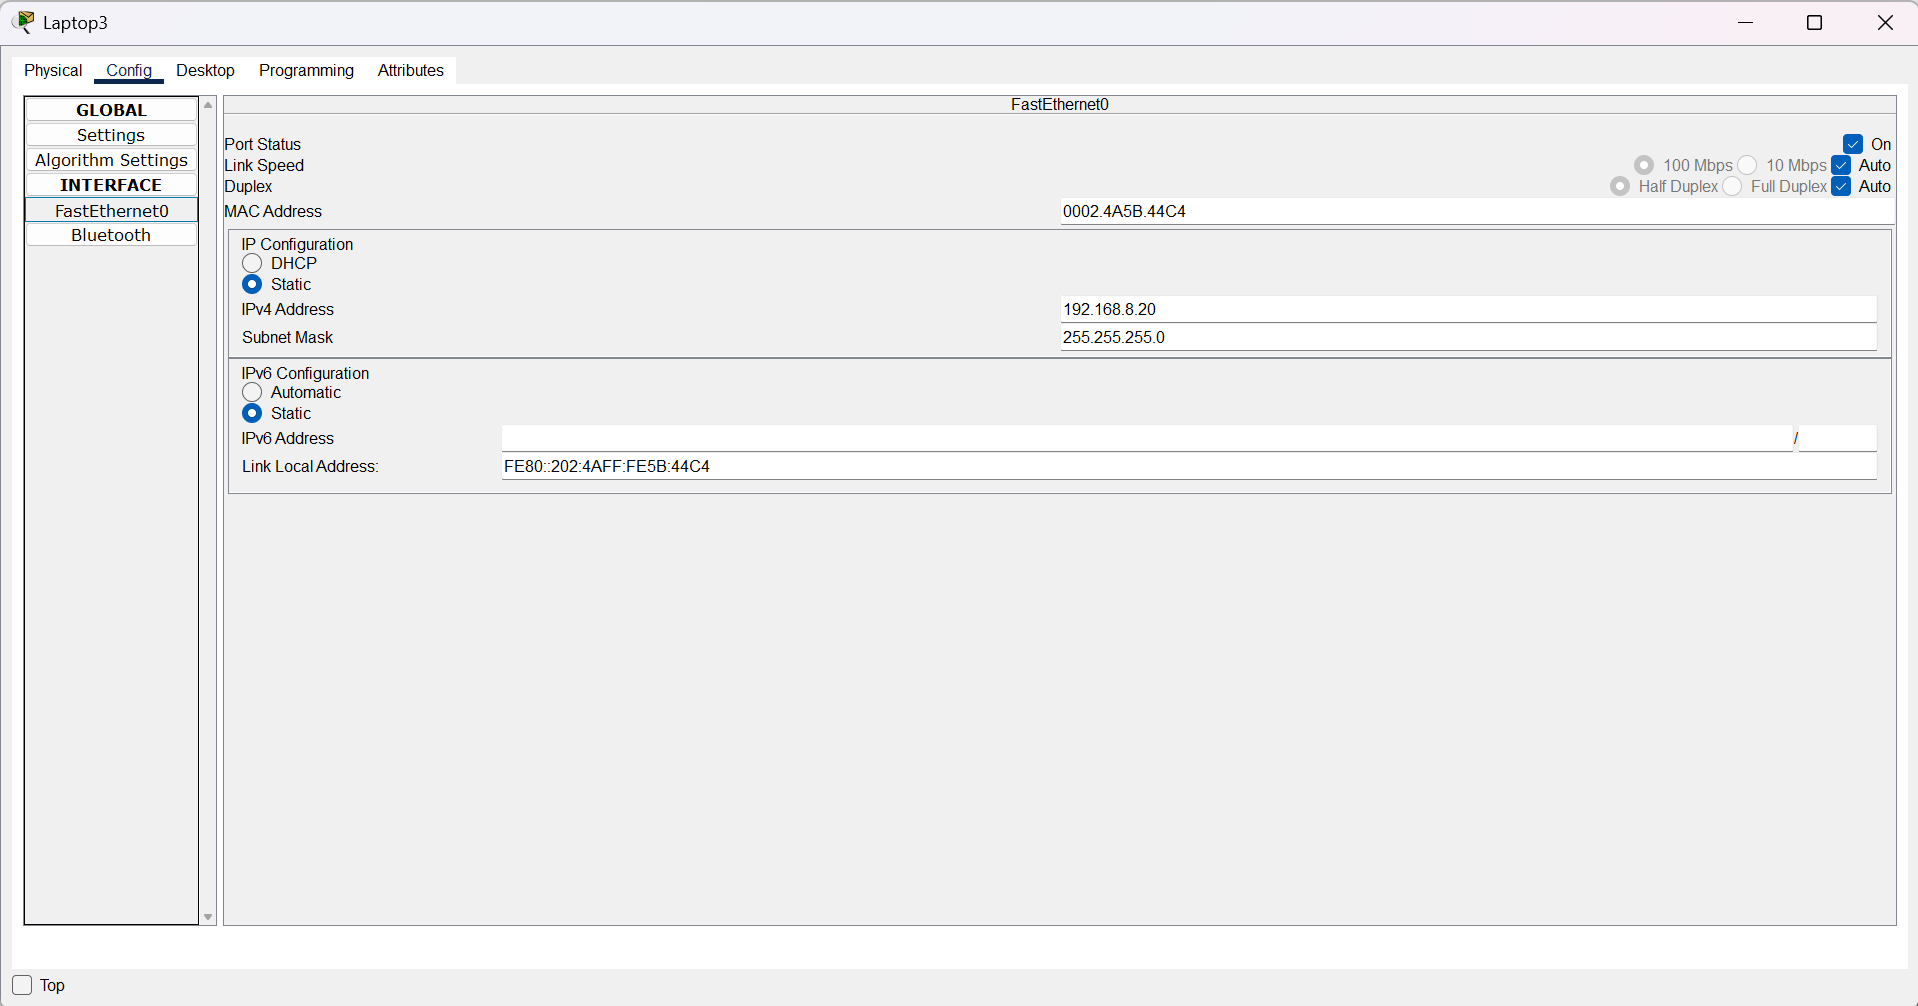 Laptop3
Physical Config Desktop Programming Attributes
GLOBAL
Settings
Algorithm Settings
INTERFACE
FastEthernet0
Bluetooth
FastEthernet0
Port Status On
Link Speed 100 Mbps 10 Mbps Auto
Duplex Half Duplex Full Duplex Auto
MAC Address 0002.4A5B.44C4
IP Configuration
DHCP
Static
IPv4 Address 192.168.8.20
Subnet Mask 255.255.255.0
IPv6 Configuration
Automatic
Static
IPv6 Address /
Link Local Address: FE80::202:4AFF:FE5B:44C4
Top